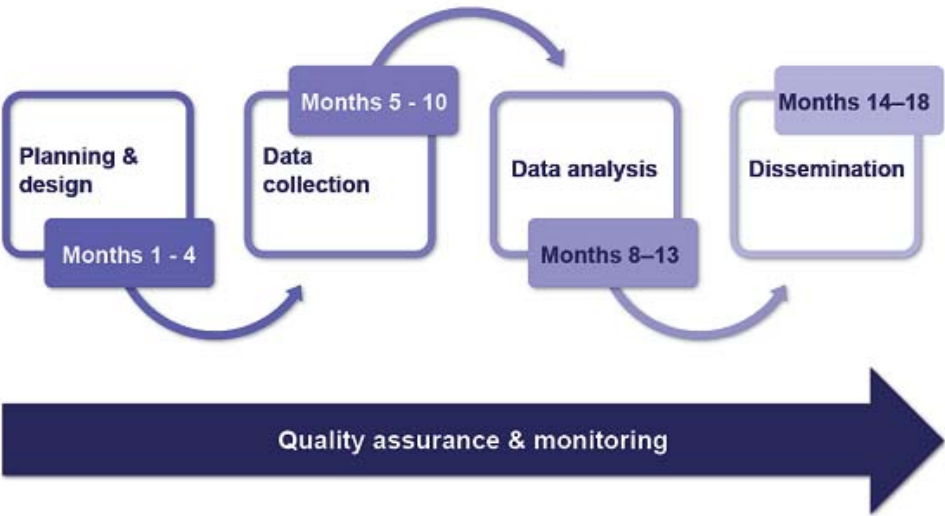 Planning &
design
Months 1 - 4
Months 5 - 10
Data
collection
Data analysis
Months 8–13
Months 14–18
Dissemination
Quality assurance & monitoring